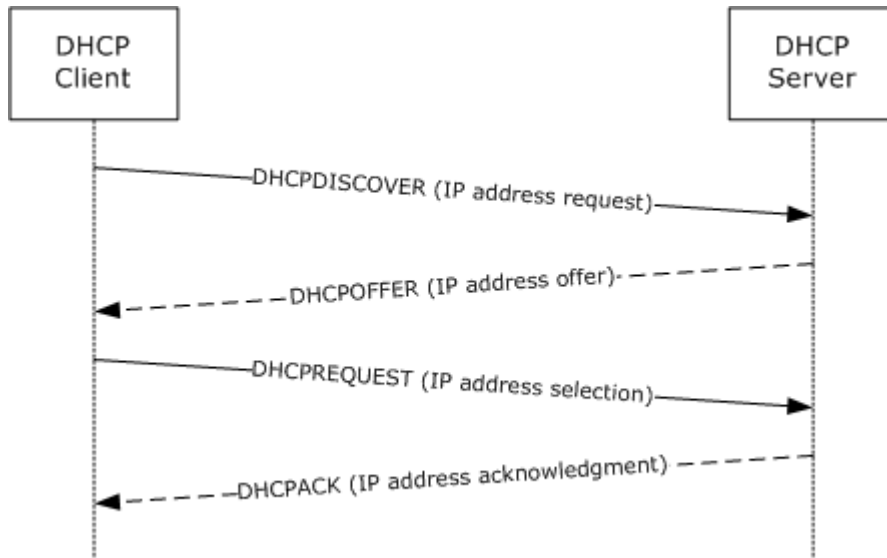 DHCP
Client
DHCP
Server
DHCPDISCOVER (IP address request)
DHCPOFFER (IP address offer)
DHCPREQUEST (IP address selection)
DHCPACK (IP address acknowledgment)